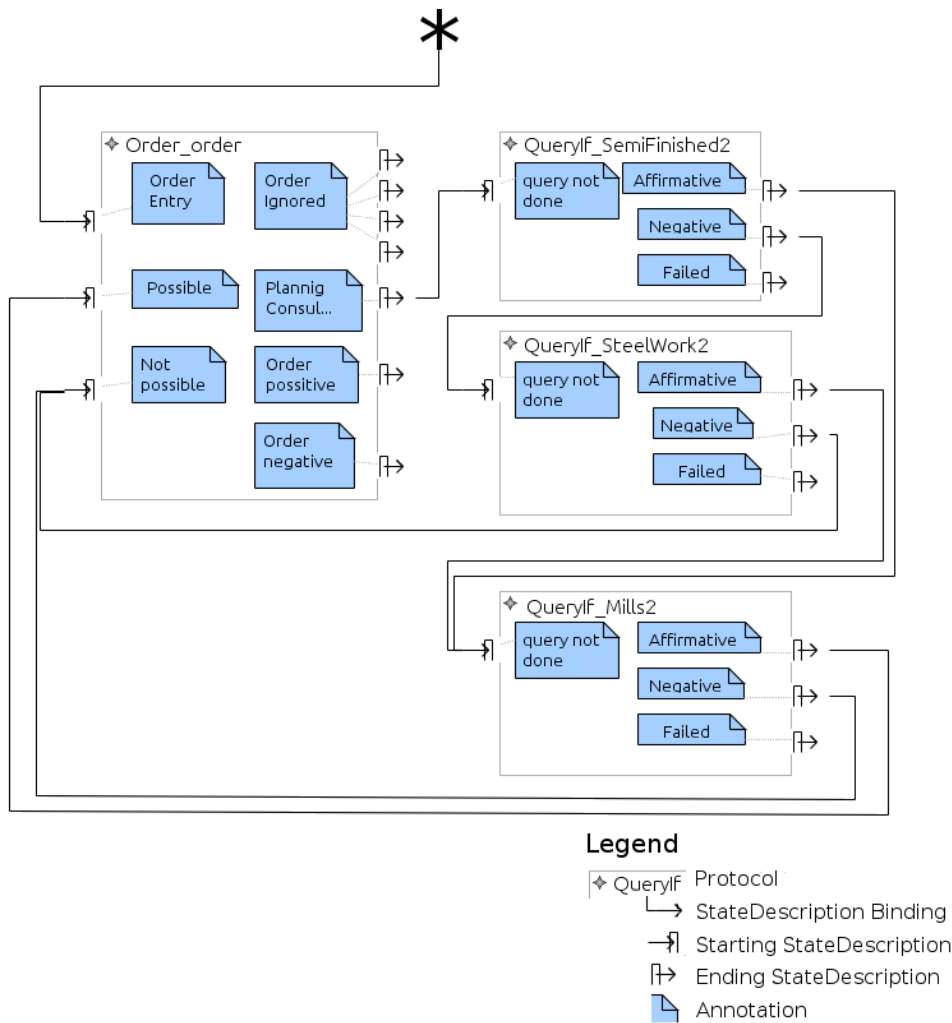 *
Order_order
Order
Entry
Order
Ignored
Possible
Plannig
Consul...
Not
possible
Order
possitive
Order
negative
QueryIf_SemiFinished2
query not
done
Affirmative
Negative
Failed
QueryIf_SteelWork2
query not
done
Affirmative
Negative
Failed
QueryIf_Mills2
query not
done
Affirmative
Negative
Failed
Legend
QueryIf
Protocol
StateDescription Binding
Starting StateDescription
Ending StateDescription
Annotation